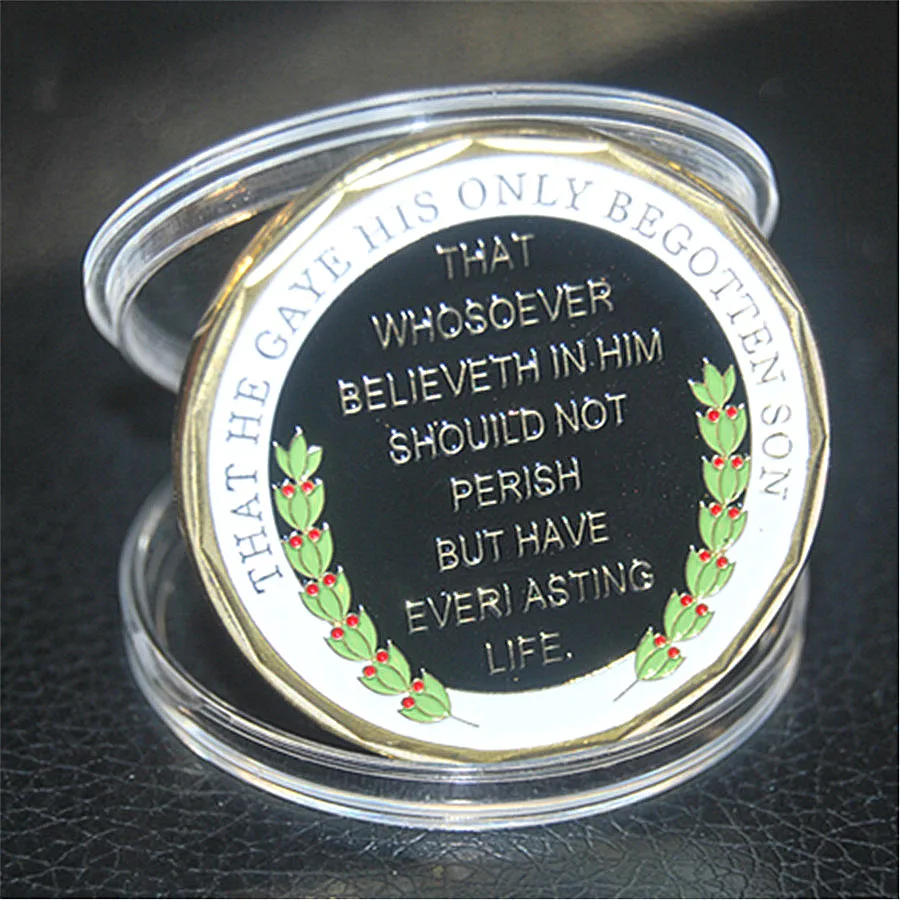 THAT HE GAYE HIS ONLY BEGOTTEN SON
THAT
WHOSOEVER
BELIEVETH IN HIM
SHOUILD NOT
PERISH
BUT HAVE
EVERI ASTING
LIFE.